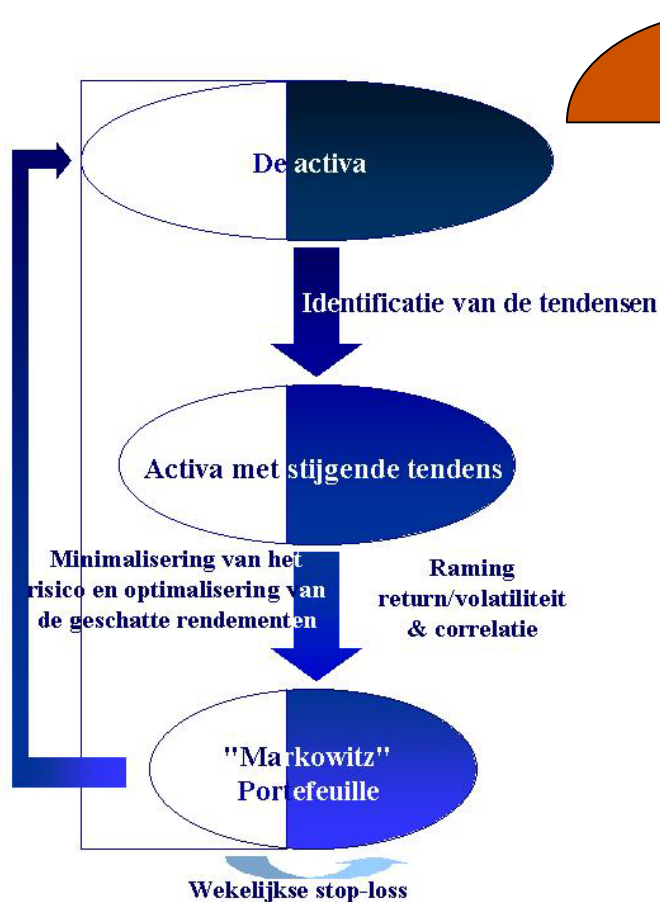 De activa
Identificatie van de tendensen
Activa met stijgende tendens
Minimalisering van het
risico en optimalisering van
de geschatte rendementen
Raming
return/volatiliteit
& correlatie
"Markowitz"
Portefeuille
Wekelijkse stop-loss